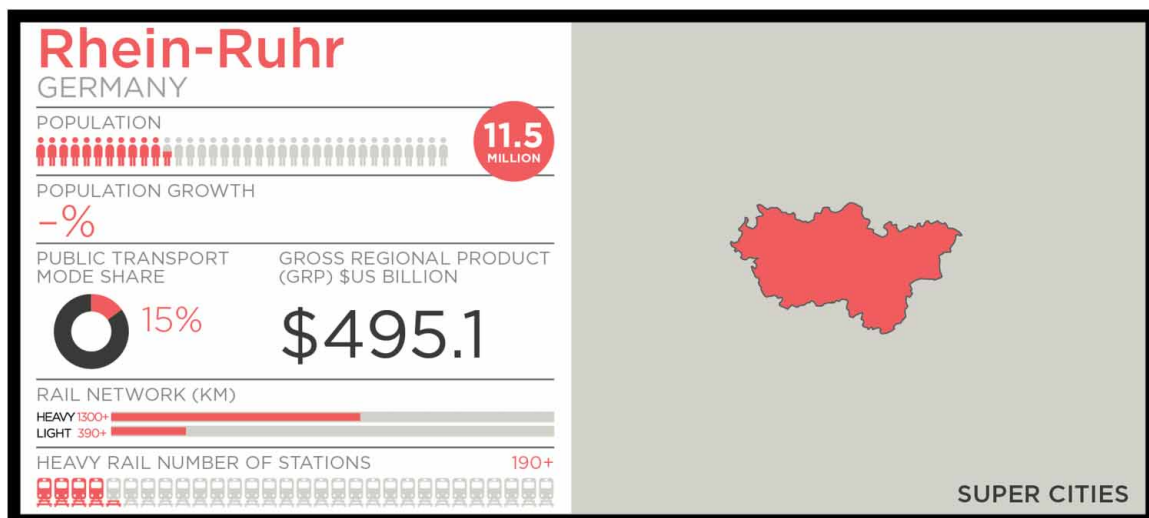 Rhein-Ruhr
GERMANY
POPULATION
11.5
MILLION
POPULATION GROWTH
–%
PUBLIC TRANSPORT
MODE SHARE
15%
GROSS REGIONAL PRODUCT
(GRP) $US BILLION
$495.1
RAIL NETWORK (KM)
HEAVY 1300+
LIGHT 390+
HEAVY RAIL NUMBER OF STATIONS 190+
SUPER CITIES